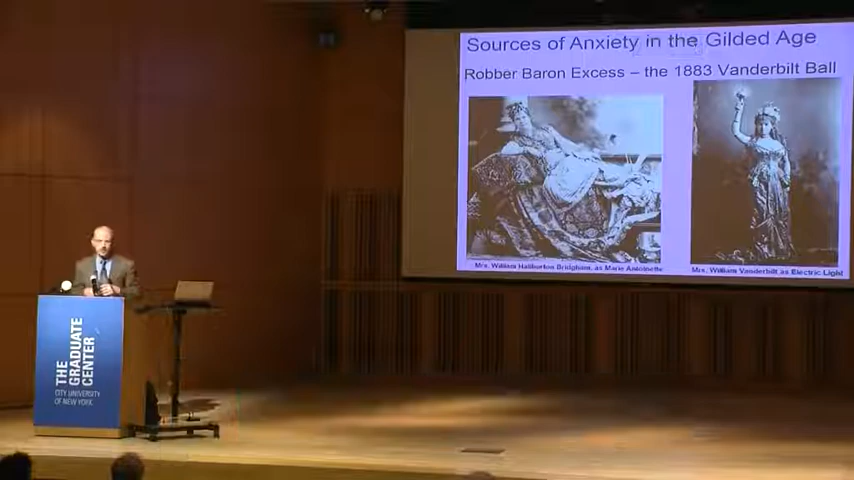 Sources of Anxiety in the Gilded Age
Robber Baron Excess – the 1883 Vanderbilt Ball
Mrs. William Haliburton Bridgham, as Marie Antoinette
Mrs. William Vanderbilt as Electric Light
THE
GRADUATE
CENTER
CITY UNIVERSITY
OF NEW YORK